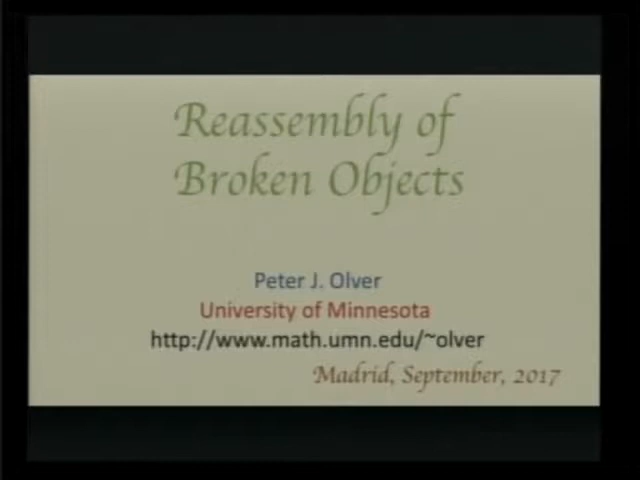 Reassembly of
Broken Objects
Peter J. Olver
University of Minnesota
http://www.math.umn.edu/~olver
Madrid, September, 2017